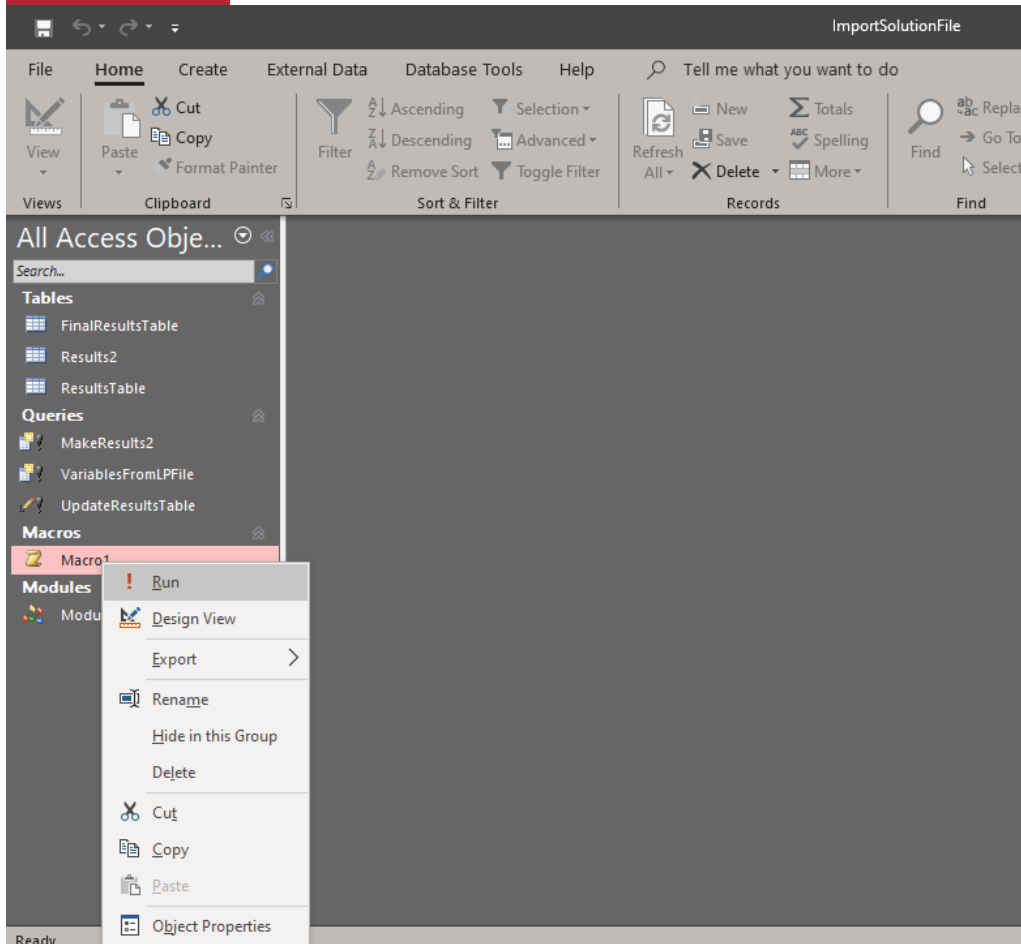 ImportSolutionFile
File Home Create External Data Database Tools Help Tell me what you want to do
View
Paste
Cut
Copy
Format Painter
Filter
Ascending
Descending
Remove Sort
Selection
Advanced
Toggle Filter
Refresh
All
New
Save
Delete
Totals
Spelling
More
Find
Go To
Views Clipboard Sort & Filter Records Find
All Access Obje...
Search...
Tables
FinalResultsTable
Results2
ResultsTable
Queries
MakeResults2
VariablesFromLPFile
UpdateResultsTable
Macros
Macro1
Modules
Modu
Run
Design View
Export
Rename
Hide in this Group
Delete
Cut
Copy
Paste
Object Properties
Ready